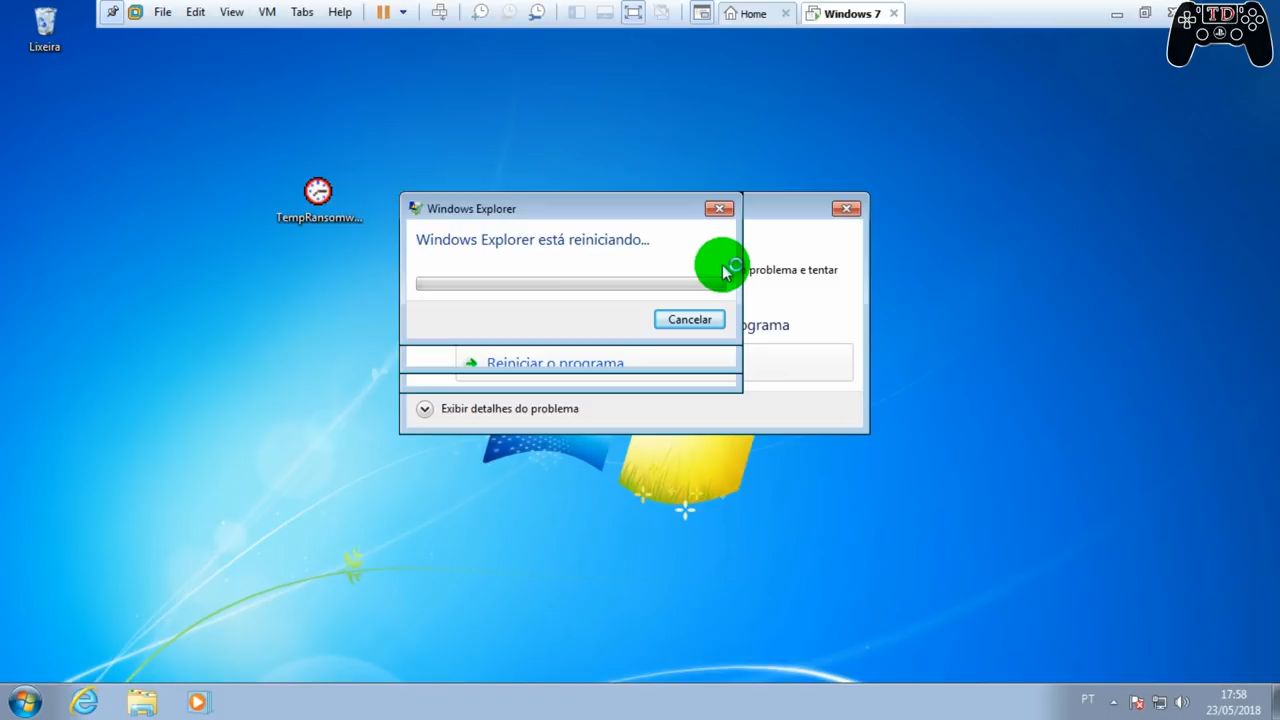 File Edit View VM Tabs Help
Home
Windows 7
TD
Lixeira
TempRansomw...
Windows Explorer
Windows Explorer está reiniciando...
problema e tentar
Cancelar
Reiniciar o programa
Exibir detalhes do problema
PT
17:58
23/05/2018